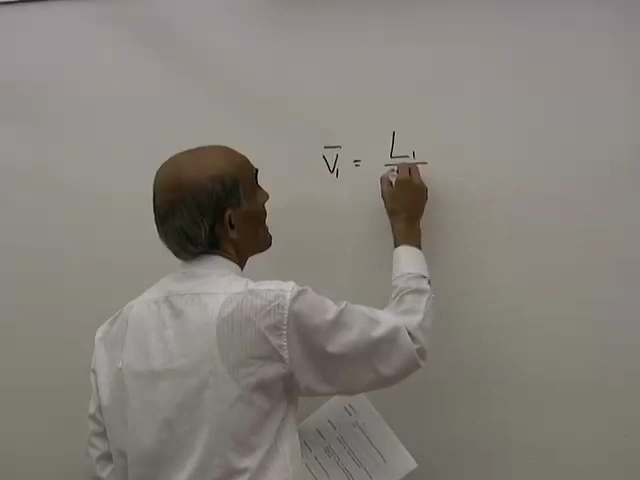 V̅₁ = L₁